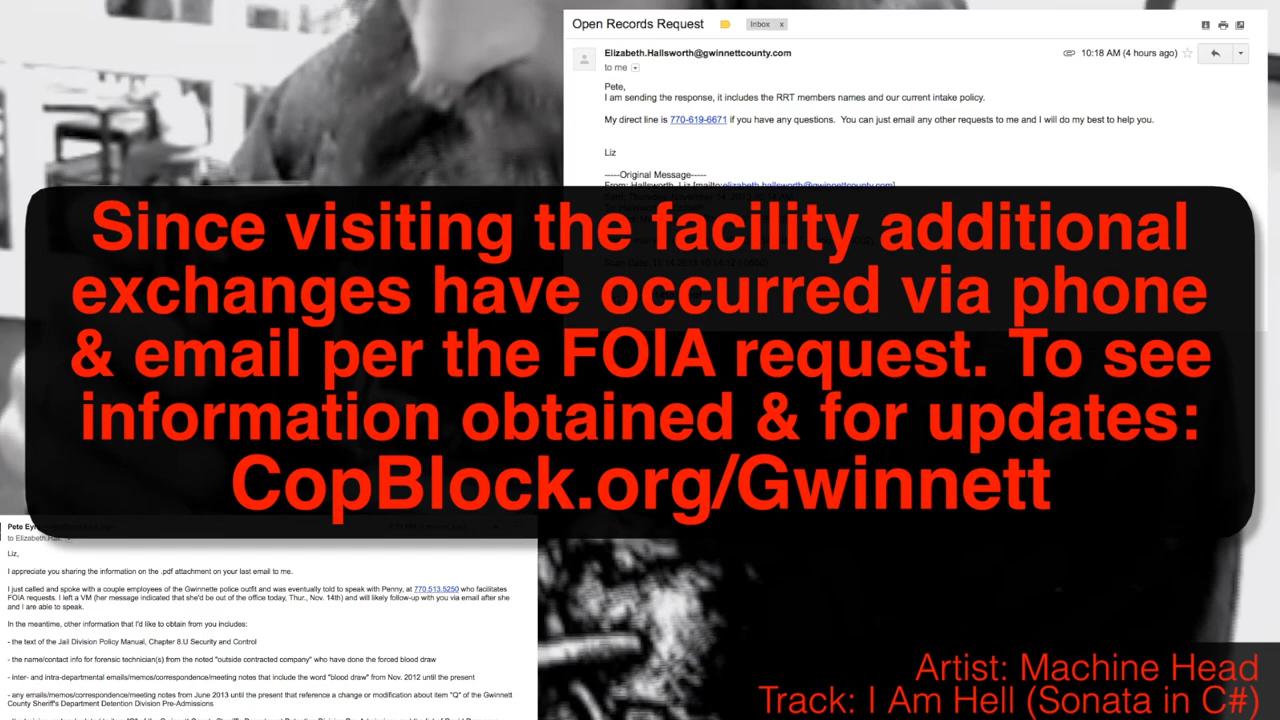 Open Records Request
Inbox x
Elizabeth.Hallsworth@gwinnettcounty.com
10:18 AM (4 hours ago)
to me
Pete,
I am sending the response, it includes the RRT members names and our current intake policy.
My direct line is 770-619-6671 if you have any questions. You can just email any other requests to me and I will do my best to help you.
Liz
-----Original Message-----
From: Hallsworth, Liz [mailto:elizabeth.hallsworth@gwinnettcounty.com]
Since visiting the facility additional
exchanges have occurred via phone
& email per the FOIA request. To see
information obtained & for updates:
CopBlock.org/Gwinnett
Pete
to Elizabeth.Hall.
Liz,
I appreciate you sharing the information on the .pdf attachment on your last email to me.
I just called and spoke with a couple employees of the Gwinnette police outfit and was eventually told to speak with Penny, at 770.513.5250 who facilitates
FOIA requests. I left a VM (her message indicated that she'd be out of the office today, Thur., Nov. 14th) and will likely follow-up with you via email after she
and I are able to speak.
In the meantime, other information that I'd like to obtain from you includes:
- the text of the Jail Division Policy Manual, Chapter 8.U Security and Control
- the name/contact info for forensic technician(s) from the noted "outside contracted company" who have done the forced blood draw
- inter- and intra-departmental emails/memos/correspondence/meeting notes that include the word "blood draw" from Nov. 2012 until the present
- any emails/memos/correspondence/meeting notes from June 2013 until the present that reference a change or modification about item "Q" of the Gwinnett
County Sheriff's Department Detention Division Pre-Admissions
Artist: Machine Head
Track: I Am Hell (Sonata in C#)